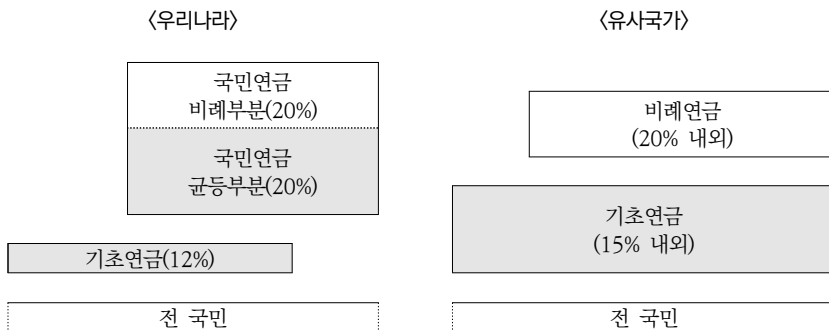 〈우리나라〉
국민연금
비례부분(20%)
국민연금
균등부분(20%)
기초연금(12%)
전 국민
〈유사국가〉
비례연금
(20% 내외)
기초연금
(15% 내외)
전 국민